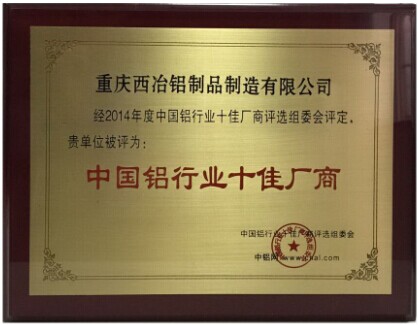 重庆西冶铝制品制造有限公司
经2014年度中国铝行业十佳厂商评选组委会评定。
贵单位被评为：
中国铝行业十佳厂商
中国铝行业十佳厂商评选组委会
中铝网